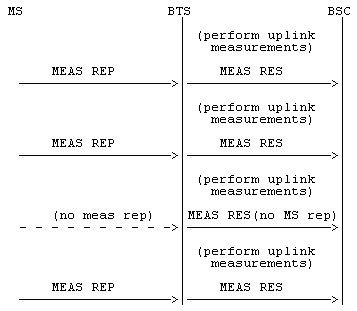 MS BTS BSC
(perform uplink
measurements)
MEAS REP MEAS RES
(perform uplink
measurements)
MEAS REP MEAS RES
(perform uplink
measurements)
(no meas rep) MEAS RES(no MS rep)
(perform uplink
measurements)
MEAS REP MEAS RES